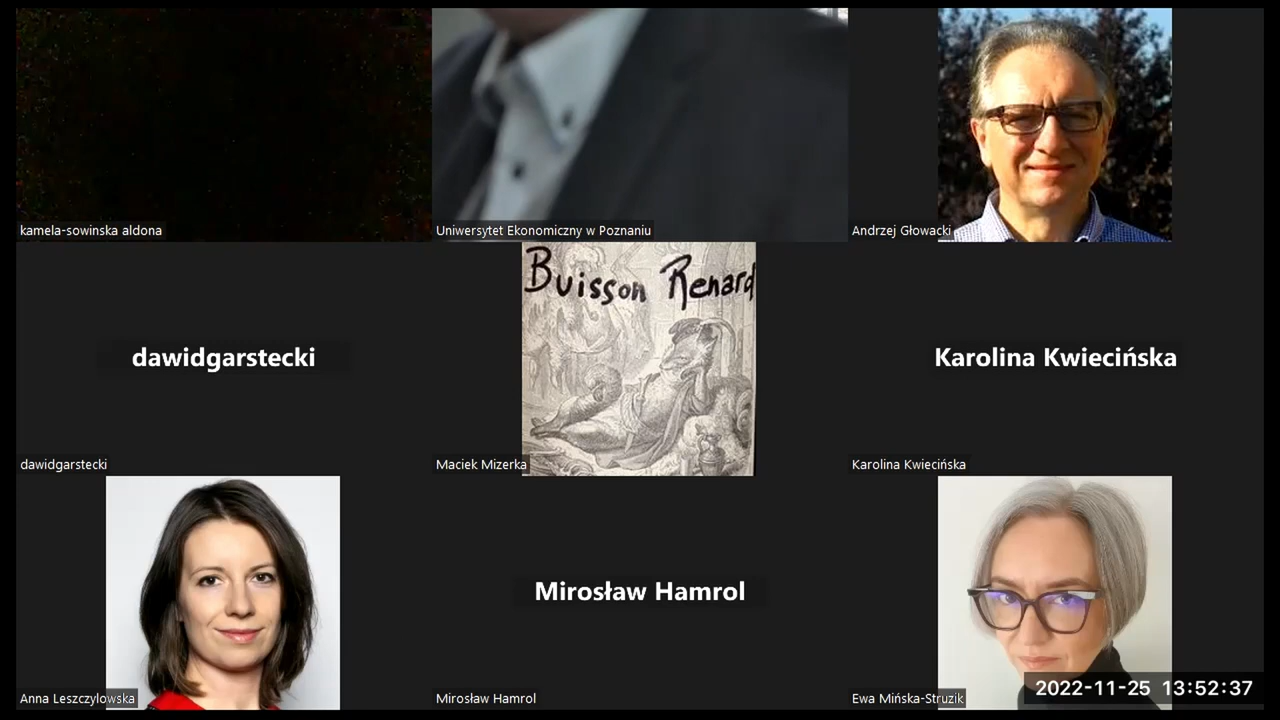 kamela-sowinska aldona
Uniwersytet Ekonomiczny w Poznaniu
Andrzej Głowacki
dawidgarstecki
dawidgarstecki
Buisson Renard
Maciek Mizerka
Karolina Kwiecińska
Karolina Kwiecińska
Anna Leszczylowska
Mirosław Hamrol
Mirosław Hamrol
Ewa Mińska-Struzik
2022-11-25 13:52:37